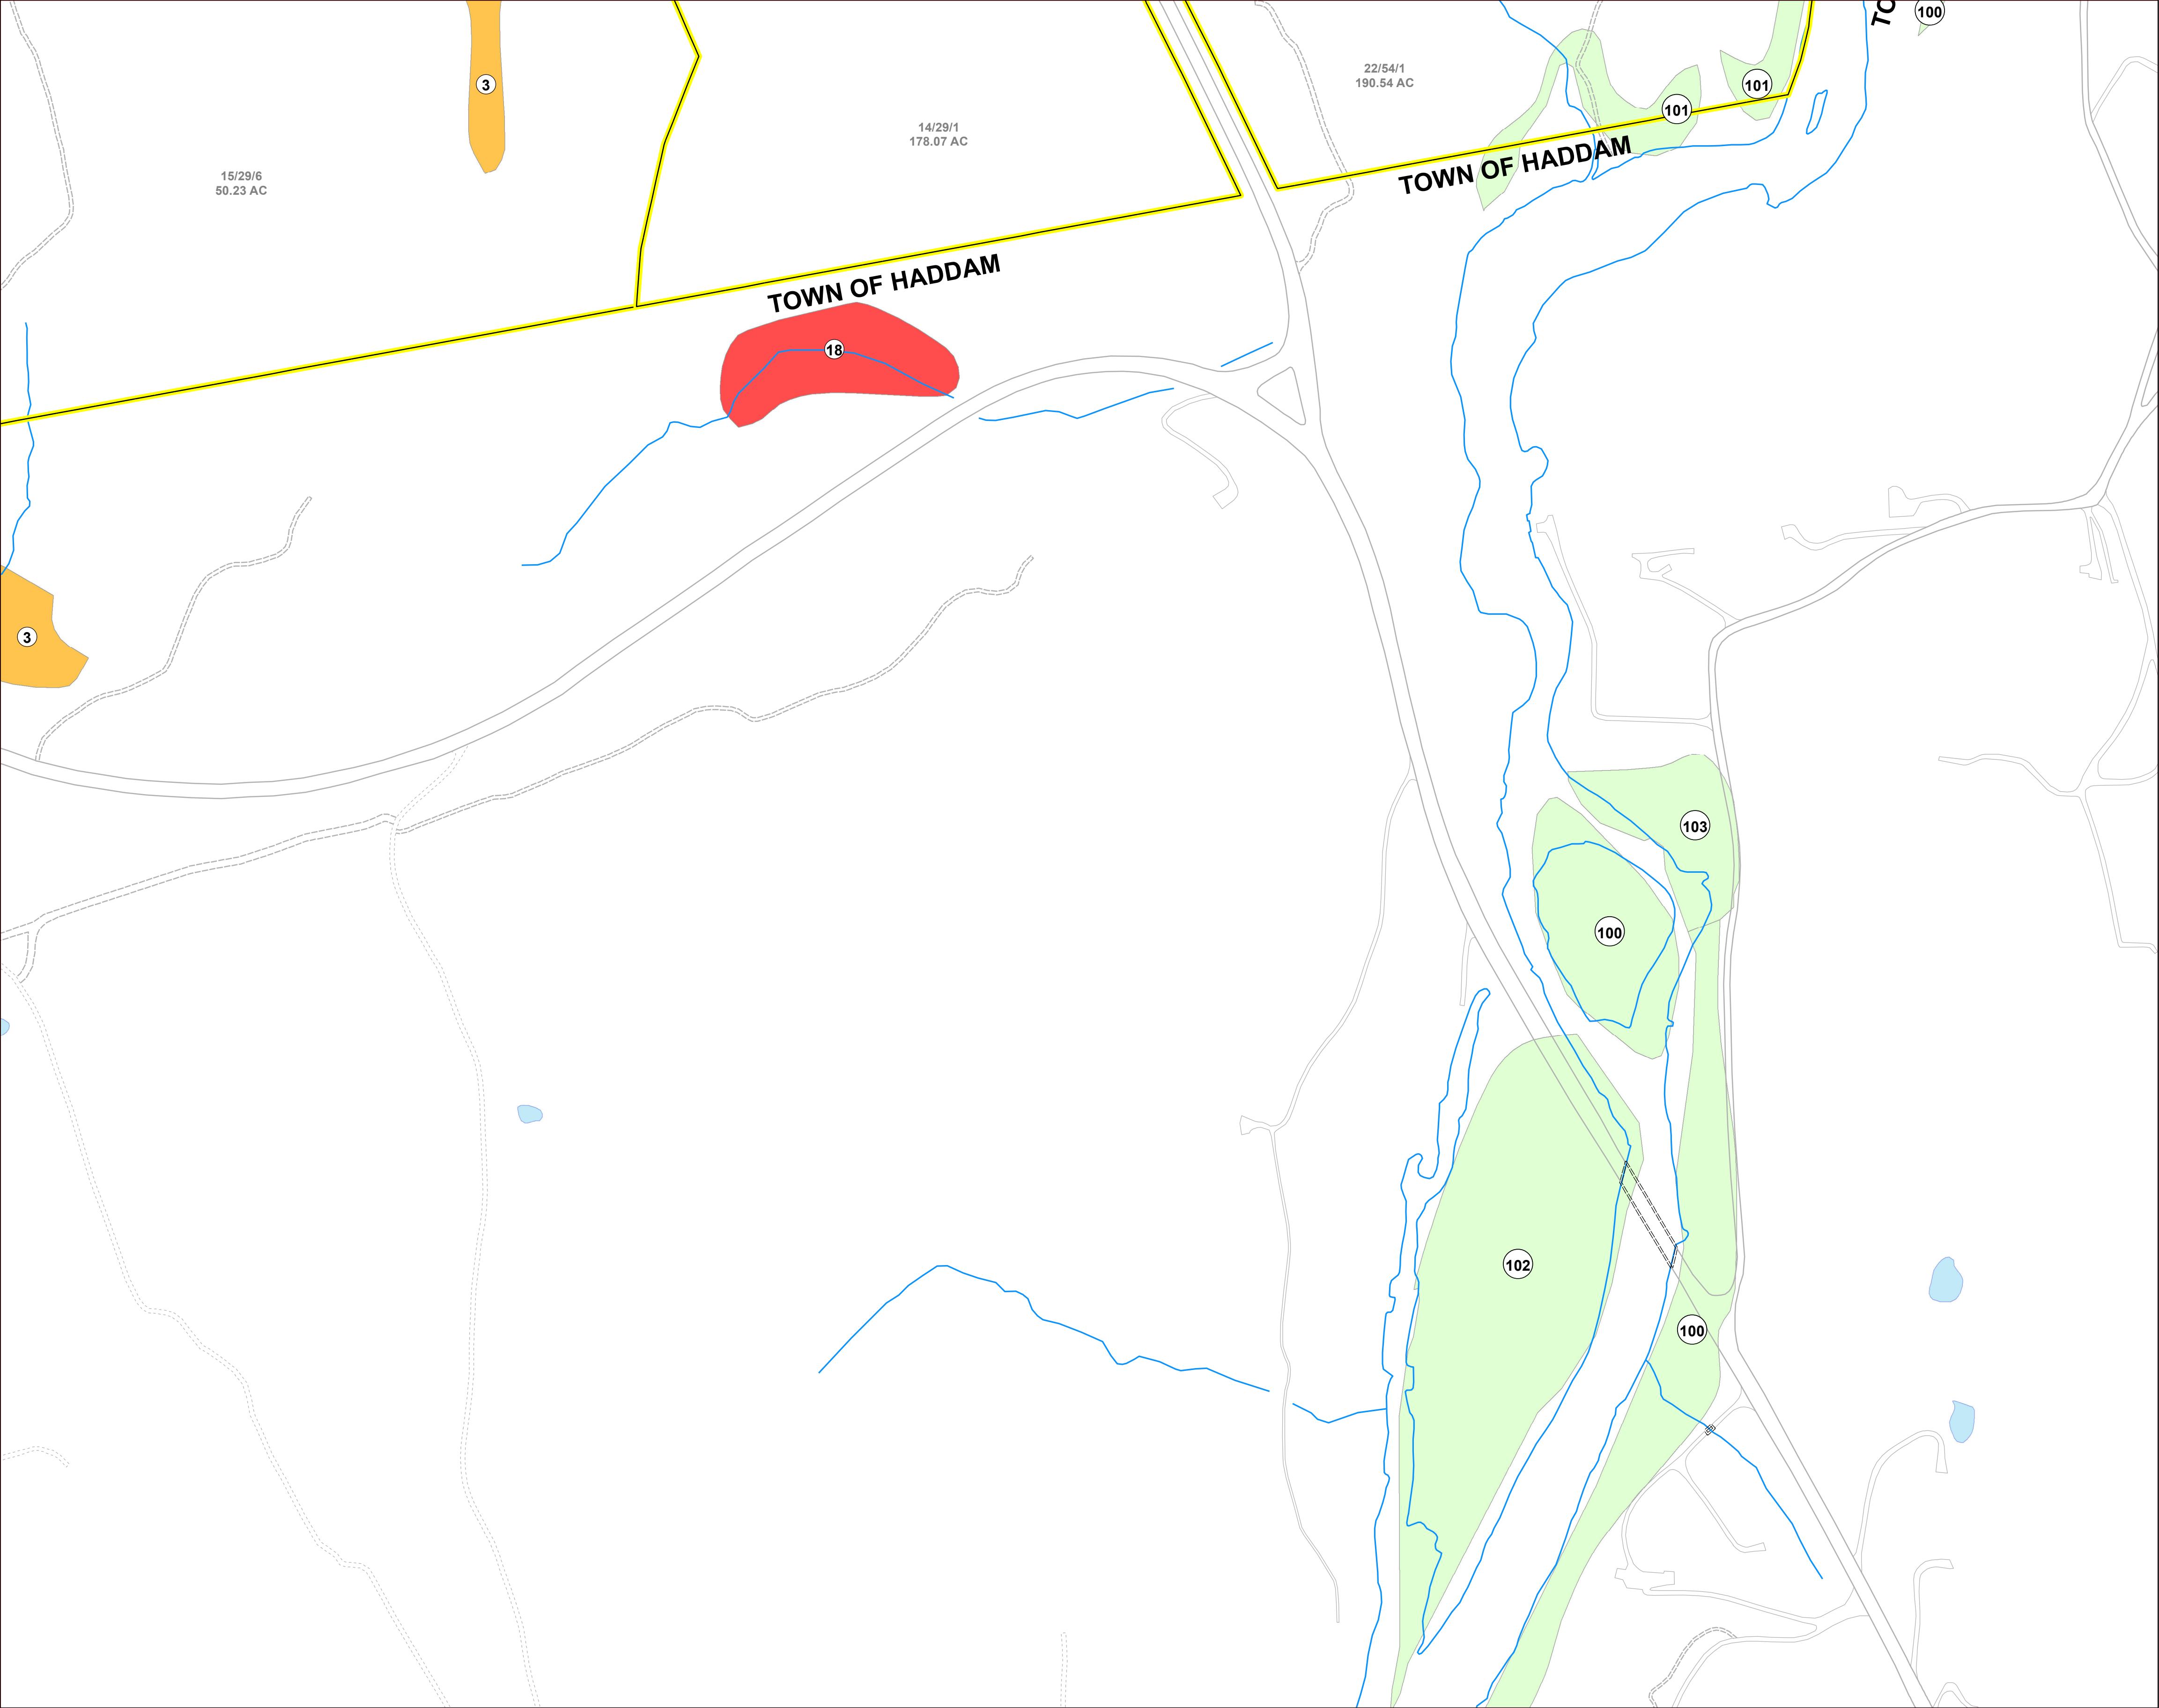 TO
100
3
22/54/1
190.54 AC
101
101
14/29/1
178.07 AC
TOWN OF HADDAM
15/29/6
50.23 AC
TOWN OF HADDAM
18
3
103
100
102
100